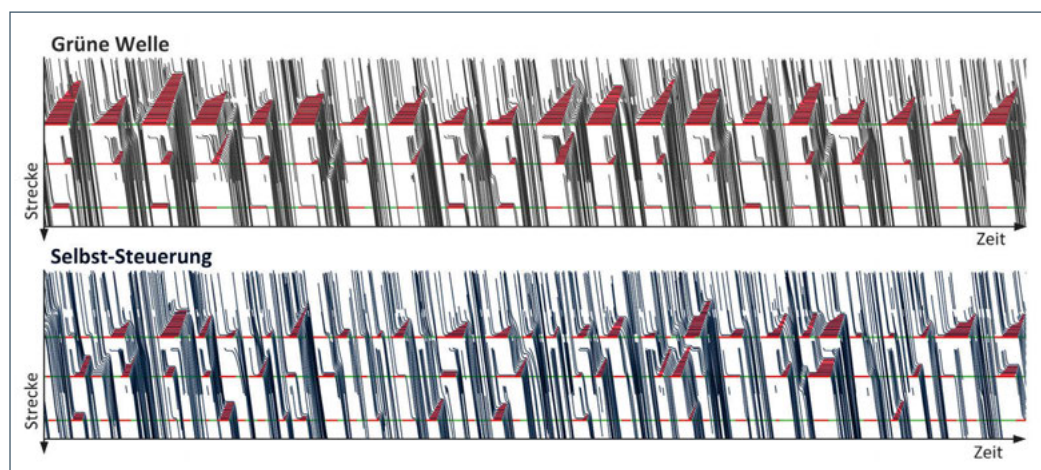 Grüne Welle
Strecke
Zeit
Selbst-Steuerung
Strecke
Zeit